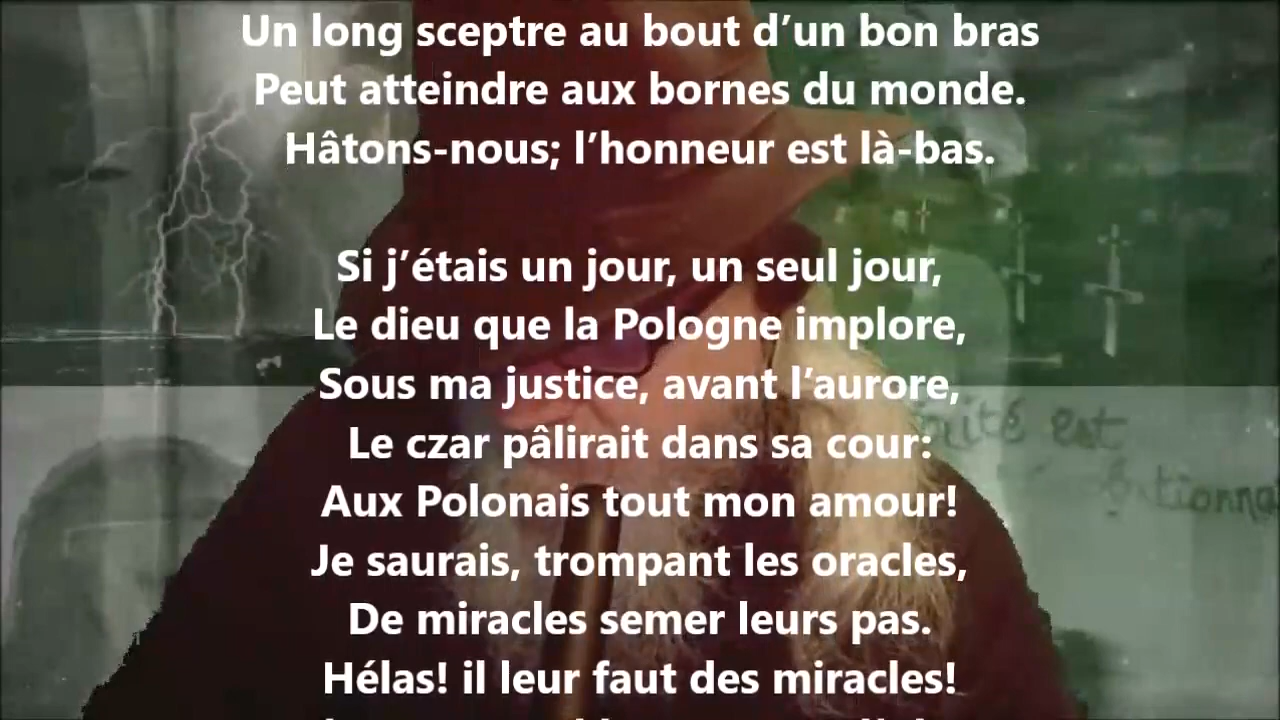 Un long sceptre au bout d’un bon bras
Peut atteindre aux bornes du monde.
Hâtons-nous; l’honneur est là-bas.
Si j’étais un jour, un seul jour,
Le dieu que la Pologne implore,
Sous ma justice, avant l’aurore,
Le czar pâlirait dans sa cour:
Aux Polonais tout mon amour!
Je saurais, trompant les oracles,
De miracles semer leurs pas.
Hélas! il leur faut des miracles!
est